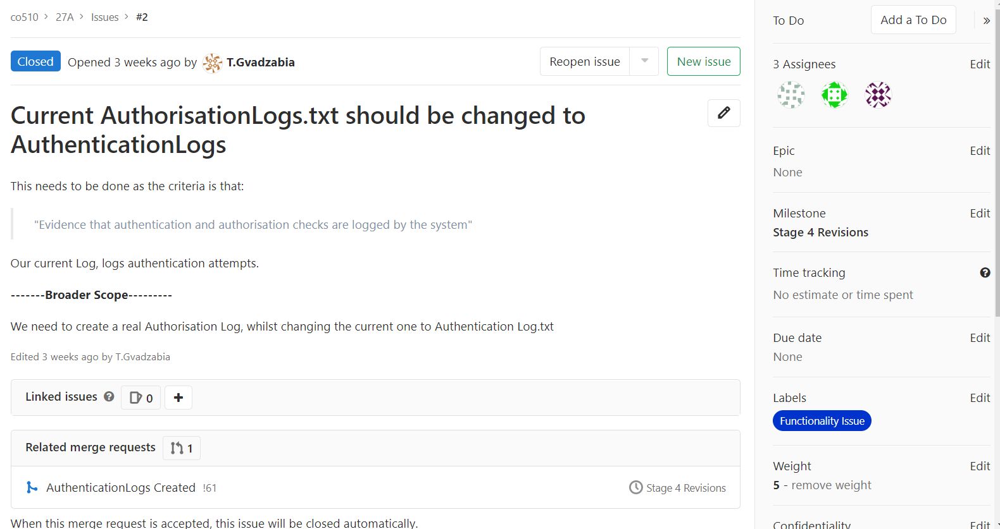 co510 > 27A > Issues > #2
Closed Opened 3 weeks ago by T.Gvadzabia
Reopen issue
New issue
Current AuthorisationLogs.txt should be changed to
AuthenticationLogs
This needs to be done as the criteria is that:
"Evidence that authentication and authorisation checks are logged by the system"
Our current Log, logs authentication attempts.
-------Broader Scope---------
We need to create a real Authorisation Log, whilst changing the current one to Authentication Log.txt
Edited 3 weeks ago by T.Gvadzabia
Linked issues ? 0 +
Related merge requests 1
AuthenticationLogs Created !61 Stage 4 Revisions
When this merge request is accepted, this issue will be closed automatically.
To Do Add a To Do »
3 Assignees Edit
Epic Edit
None
Milestone Edit
Stage 4 Revisions
Time tracking ?
No estimate or time spent
Due date Edit
None
Labels Edit
Functionality Issue
Weight Edit
5 - remove weight
Confidentiality Edit